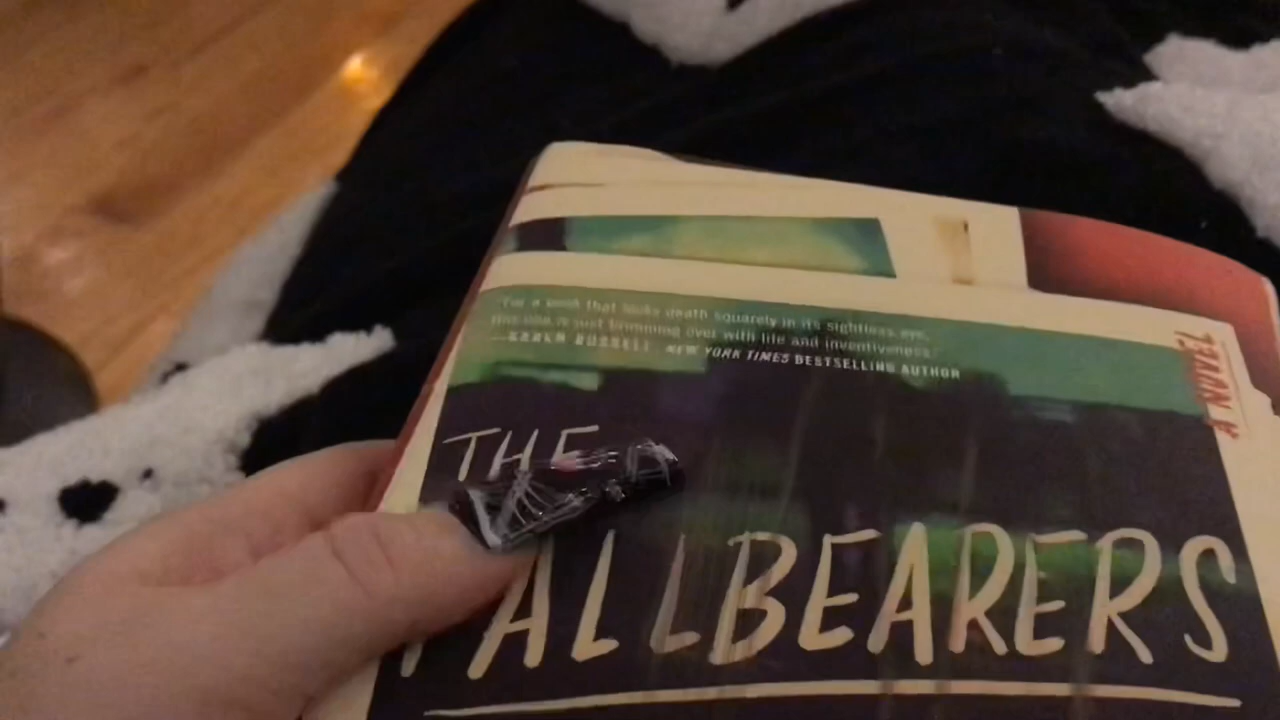 "For a book that looks death squarely in its sightless eye,
this one is just brimming over with life and inventiveness."
—KAREN RUSSELL, NEW YORK TIMES BESTSELLING AUTHOR
A NOVEL
THE
PALLBEARERS